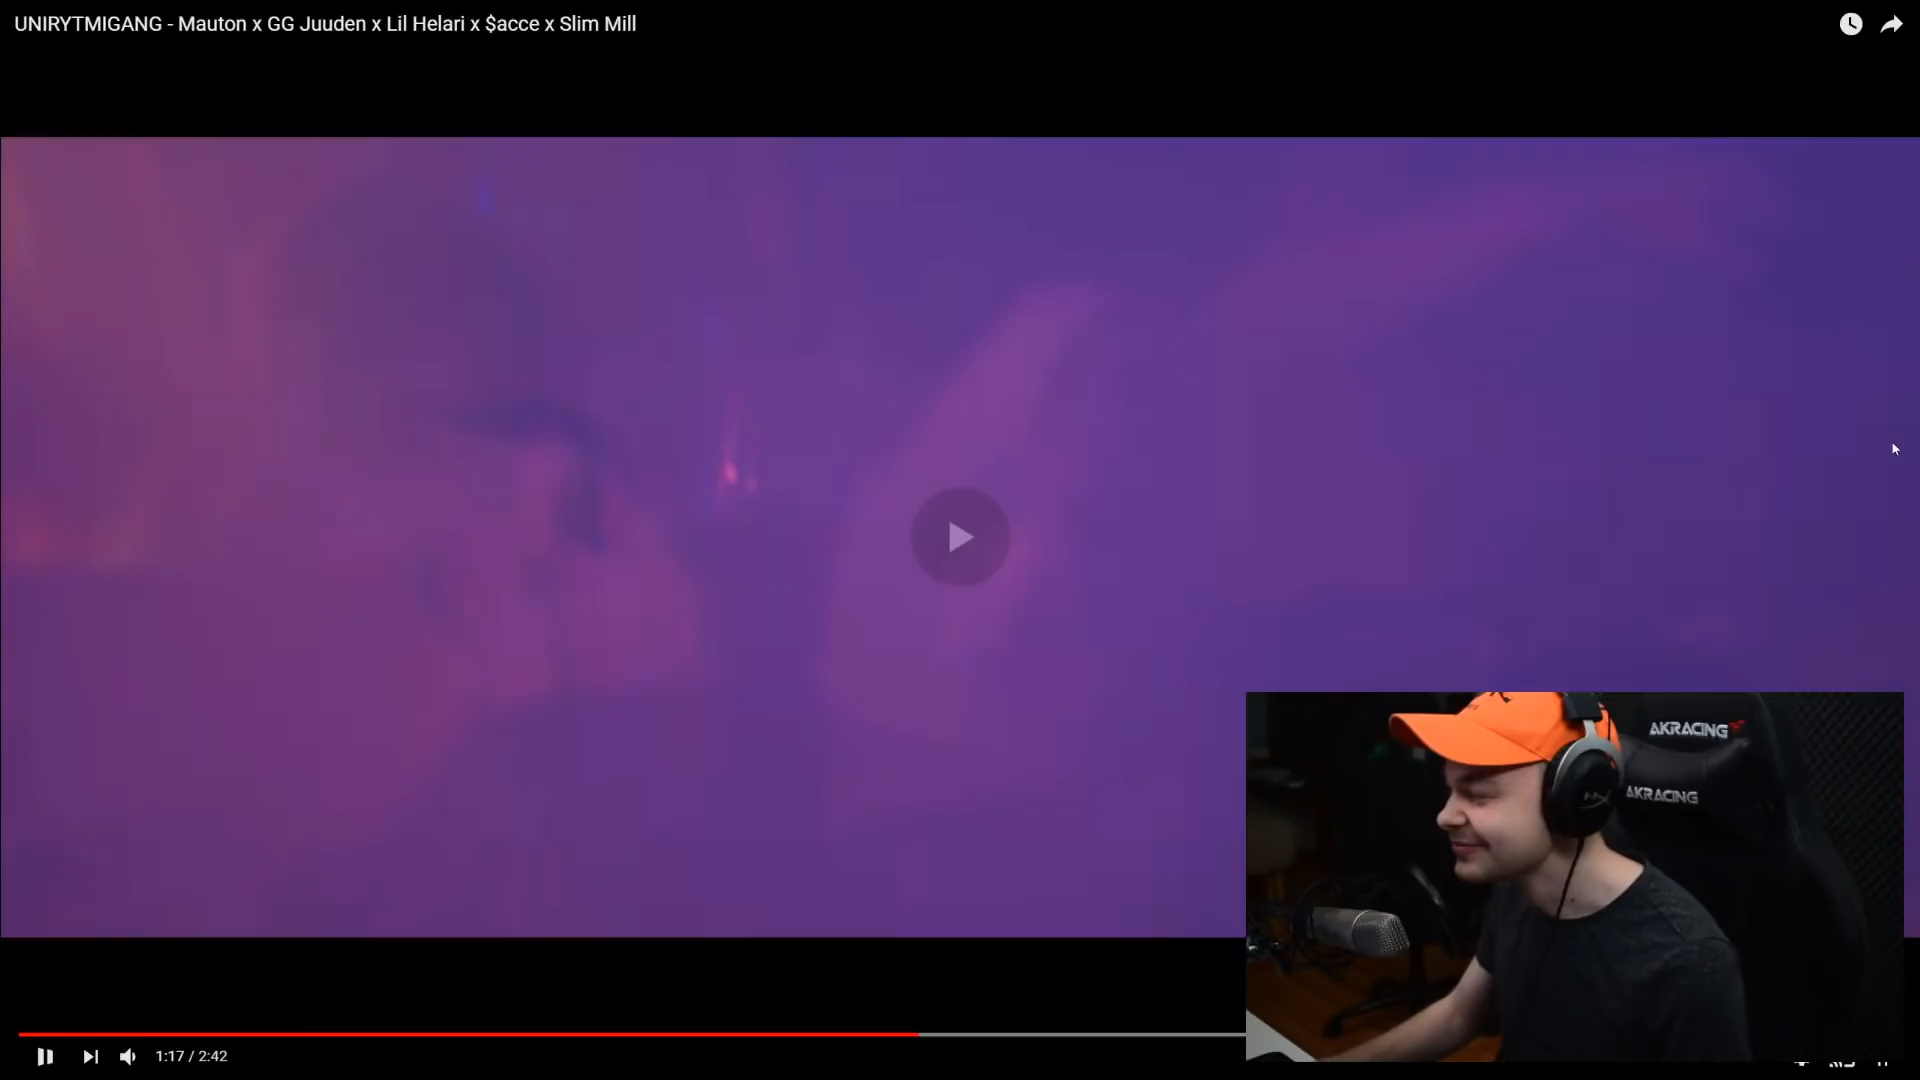 UNIRYTMIGANG - Mauton x GG Juuden x Lil Helari x $acce x Slim Mill
AKRACING
AKRACING
1:17 / 2:42